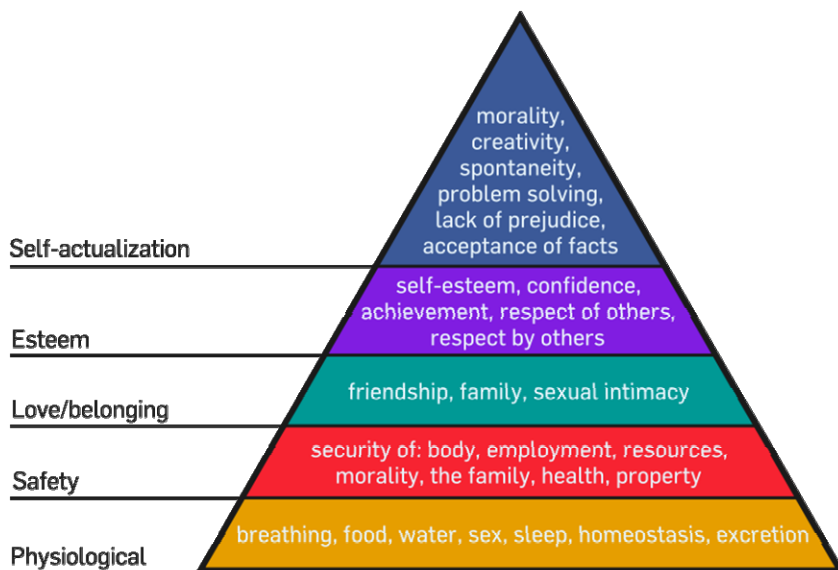 morality,
creativity,
spontaneity,
problem solving,
lack of prejudice,
acceptance of facts
Self-actualization
self-esteem, confidence,
achievement, respect of others,
respect by others
Esteem
friendship, family, sexual intimacy
Love/belonging
security of: body, employment, resources,
morality, the family, health, property
Safety
breathing, food, water, sex, sleep, homeostasis, excretion
Physiological